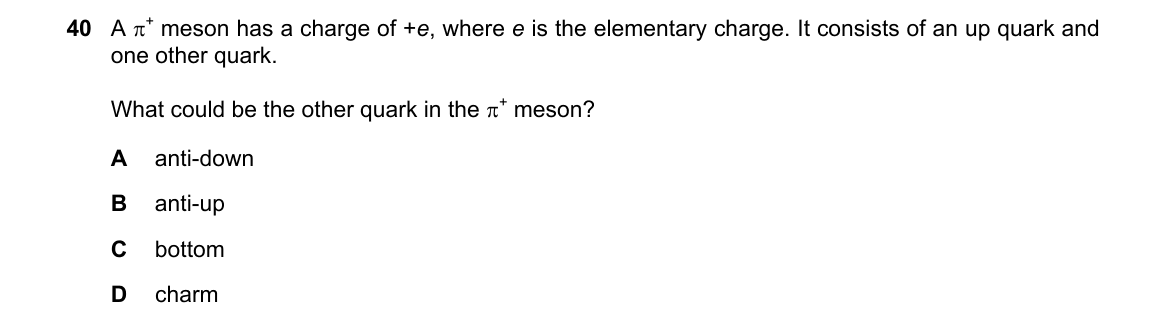 40 A π⁺ meson has a charge of +e, where e is the elementary charge. It consists of an up quark and
one other quark.
What could be the other quark in the π⁺ meson?
A anti-down
B anti-up
C bottom
D charm